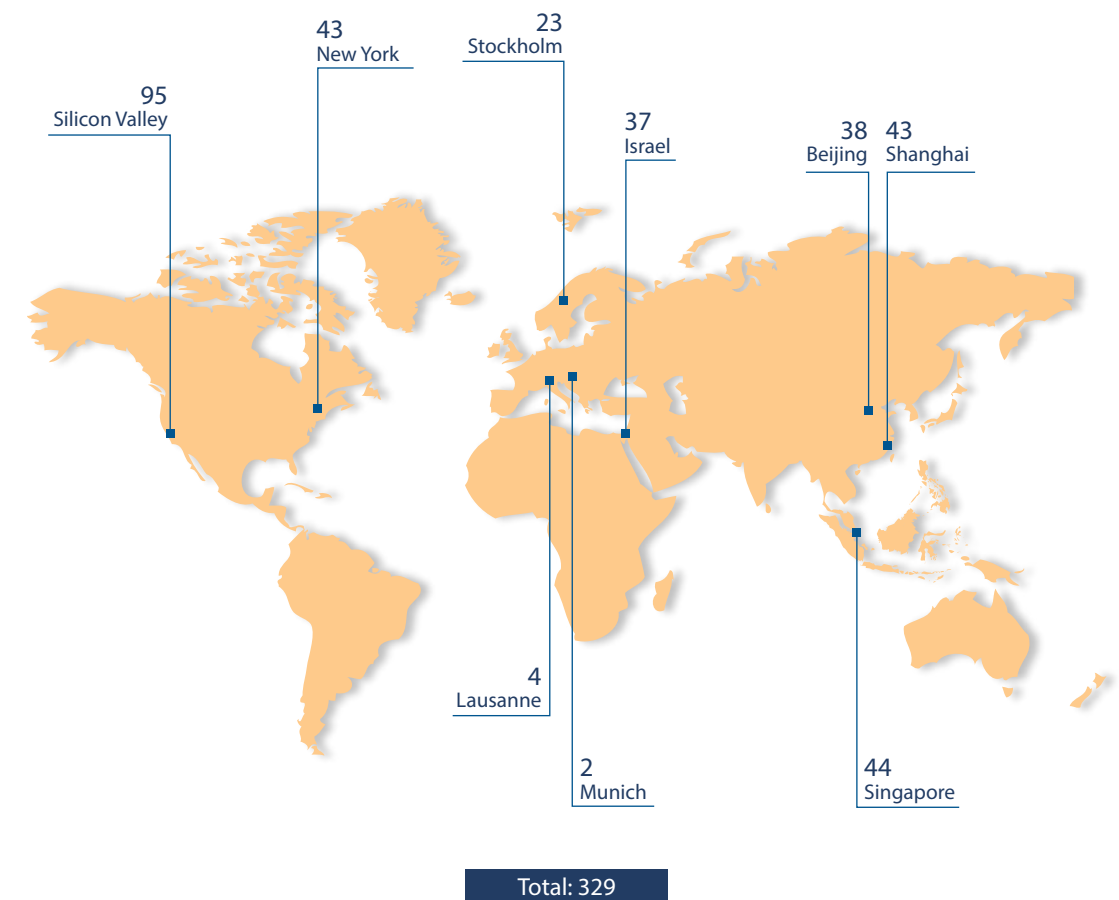 43
New York
23
Stockholm
95
Silicon Valley
37
Israel
38
Beijing
43
Shanghai
4
Lausanne
2
Munich
44
Singapore
Total: 329